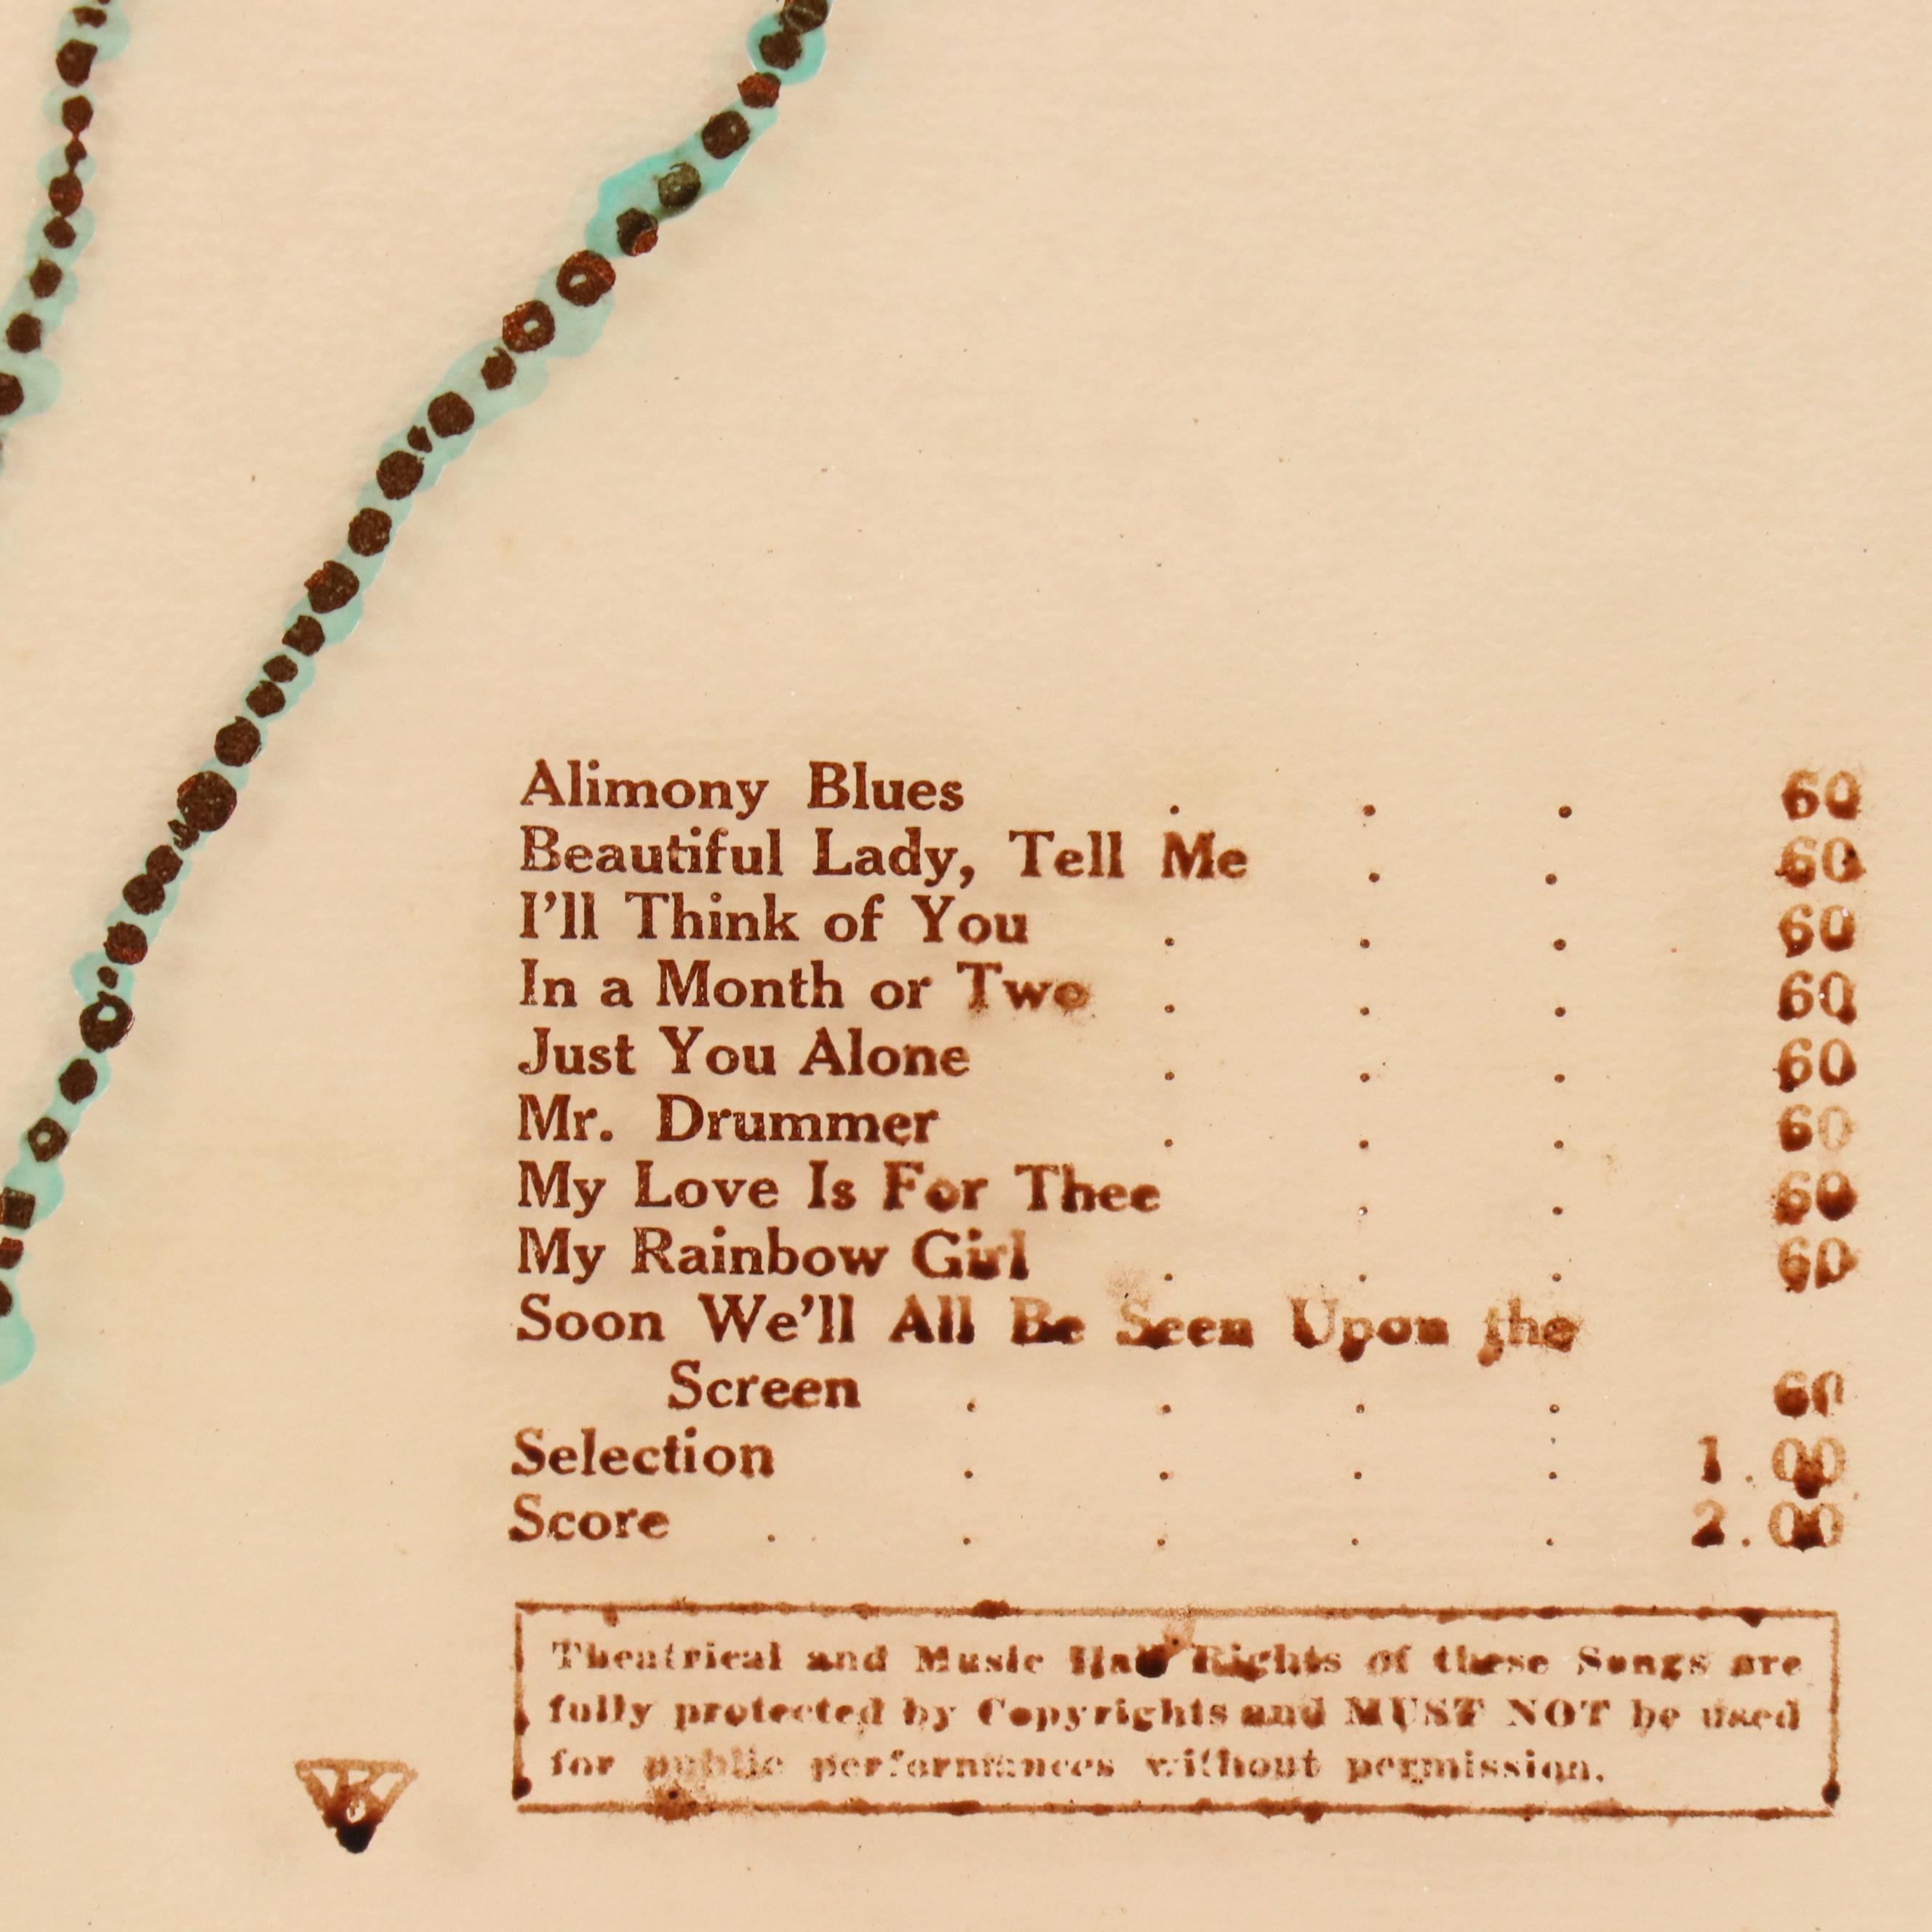 Alimony Blues . . . 60
Beautiful Lady, Tell Me . . 60
I'll Think of You . . . 60
In a Month or Two . . . 60
Just You Alone . . . 60
Mr. Drummer . . . 60
My Love Is For Thee . . 60
My Rainbow Girl . . . 60
Soon We'll All Be Seen Upon the
Screen . . . . 60
Selection . . . . 1.00
Score . . . . . 2.00
Theatrical and Music Hall Rights of these Songs are
fully protected by Copyrights and MUST NOT be used
for public performances without permission.